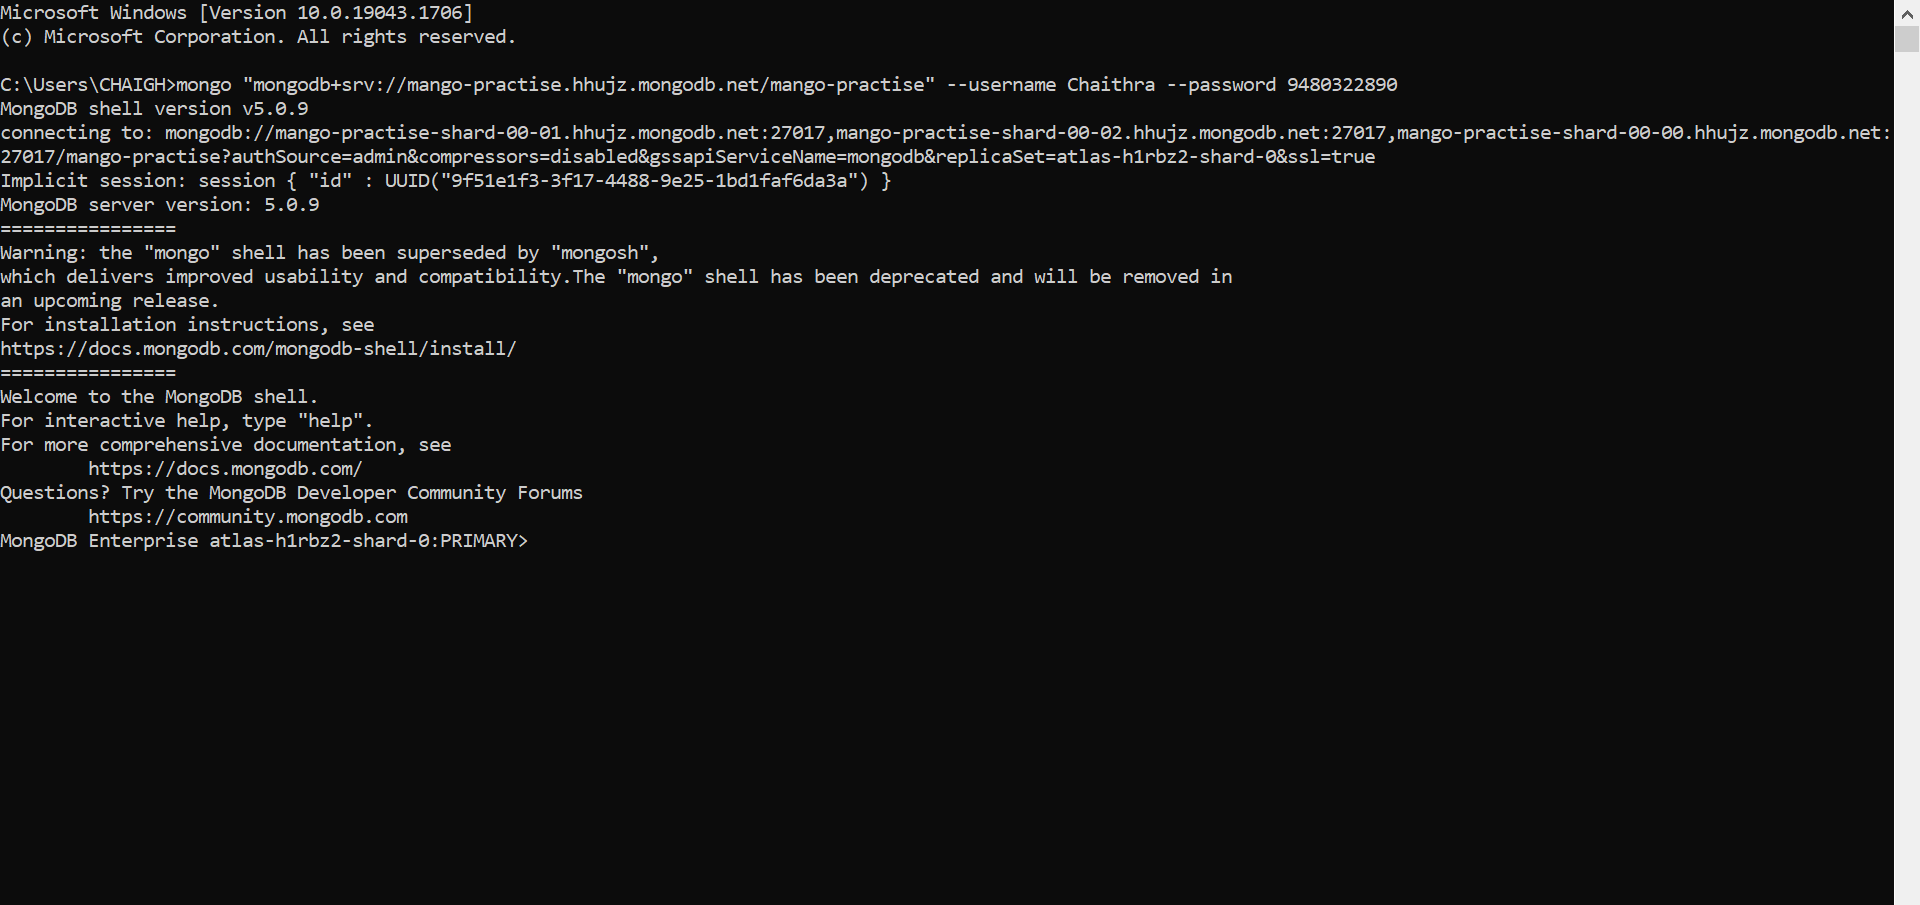 Microsoft Windows [Version 10.0.19043.1706]
(c) Microsoft Corporation. All rights reserved.
C:\Users\CHAIGH>mongo "mongodb+srv://mango-practise.hhujz.mongodb.net/mango-practise" --username Chaithra --password 9480322890
MongoDB shell version v5.0.9
connecting to: mongodb://mango-practise-shard-00-01.hhujz.mongodb.net:27017,mango-practise-shard-00-02.hhujz.mongodb.net:27017,mango-practise-shard-00-00.hhujz.mongodb.net:
27017/mango-practise?authSource=admin&compressors=disabled&gssapiServiceName=mongodb&replicaSet=atlas-h1rbz2-shard-0&ssl=true
Implicit session: session { "id" : UUID("9f51e1f3-3f17-4488-9e25-1bd1faf6da3a") }
MongoDB server version: 5.0.9
================
Warning: the "mongo" shell has been superseded by "mongosh",
which delivers improved usability and compatibility.The "mongo" shell has been deprecated and will be removed in
an upcoming release.
For installation instructions, see
https://docs.mongodb.com/mongodb-shell/install/
================
Welcome to the MongoDB shell.
For interactive help, type "help".
For more comprehensive documentation, see
        https://docs.mongodb.com/
Questions? Try the MongoDB Developer Community Forums
        https://community.mongodb.com
MongoDB Enterprise atlas-h1rbz2-shard-0:PRIMARY>